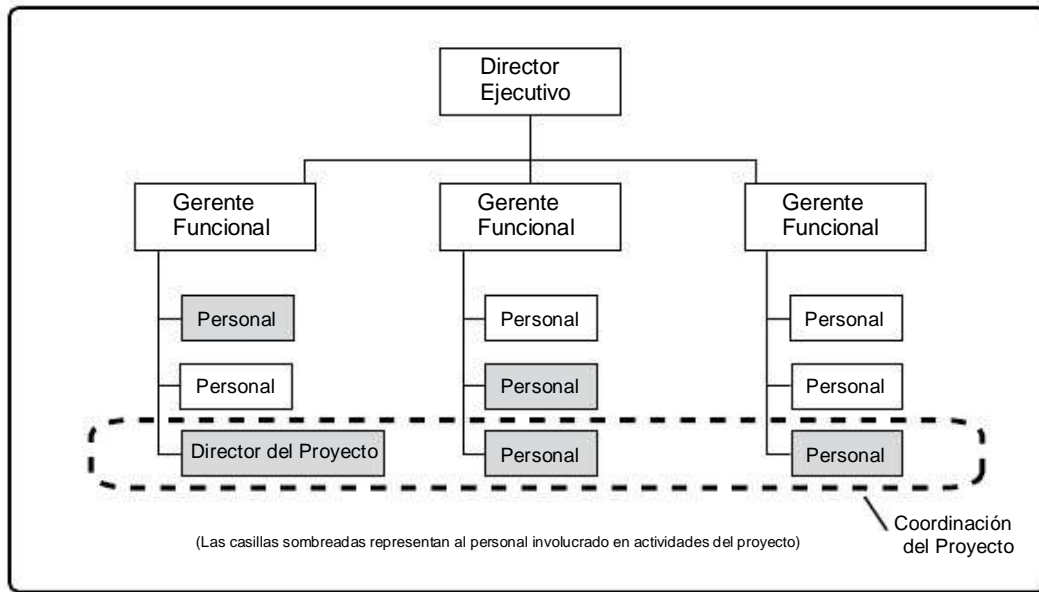 Director
Ejecutivo
Gerente
Funcional
Gerente
Funcional
Gerente
Funcional
Personal
Personal
Personal
Personal
Personal
Personal
Director del Proyecto
Personal
Personal
Coordinación
del Proyecto
(Las casillas sombreadas representan al personal involucrado en actividades del proyecto)